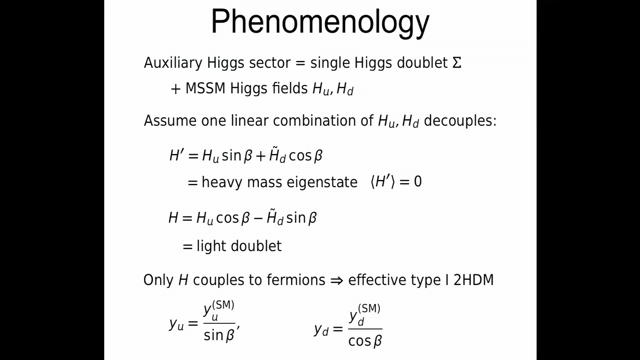 Phenomenology
Auxiliary Higgs sector = single Higgs doublet Σ
+ MSSM Higgs fields H_u, H_d
Assume one linear combination of H_u, H_d decouples:
H′ = H_u sin β + H̃_d cos β
= heavy mass eigenstate ⟨H′⟩ = 0
H = H_u cos β − H̃_d sin β
= light doublet
Only H couples to fermions ⇒ effective type I 2HDM
y_u = y_u^(SM) / sin β, y_d = y_d^(SM) / cos β